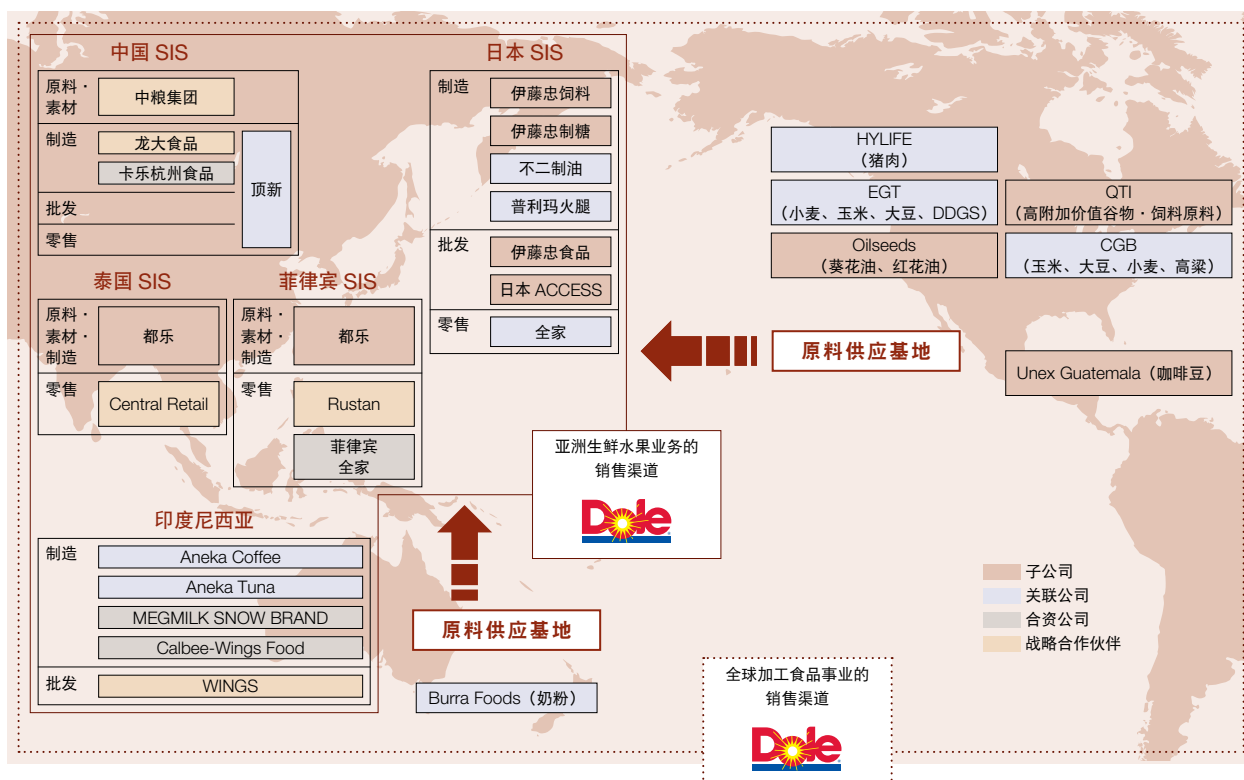 中国 SIS
原料・
素材
中粮集团
制造
龙大食品
卡乐杭州食品
顶新
批发
零售
日本 SIS
制造
伊藤忠饲料
伊藤忠制糖
不二制油
普利玛火腿
批发
伊藤忠食品
日本 ACCESS
零售
全家
泰国 SIS
原料・
素材・
制造
都乐
零售
Central Retail
菲律宾 SIS
原料・
素材・
制造
都乐
零售
Rustan
菲律宾
全家
印度尼西亚
制造
Aneka Coffee
Aneka Tuna
MEGMILK SNOW BRAND
Calbee-Wings Food
批发
WINGS
HYLIFE
（猪肉）
EGT
（小麦、玉米、大豆、DDGS）
QTI
（高附加价值谷物・饲料原料）
Oilseeds
（葵花油、红花油）
CGB
（玉米、大豆、小麦、高粱）
原料供应基地
Unex Guatemala（咖啡豆）
亚洲生鲜水果业务的
销售渠道
Dole
原料供应基地
Burra Foods（奶粉）
子公司
关联公司
合资公司
战略合作伙伴
全球加工食品事业的
销售渠道
Dole